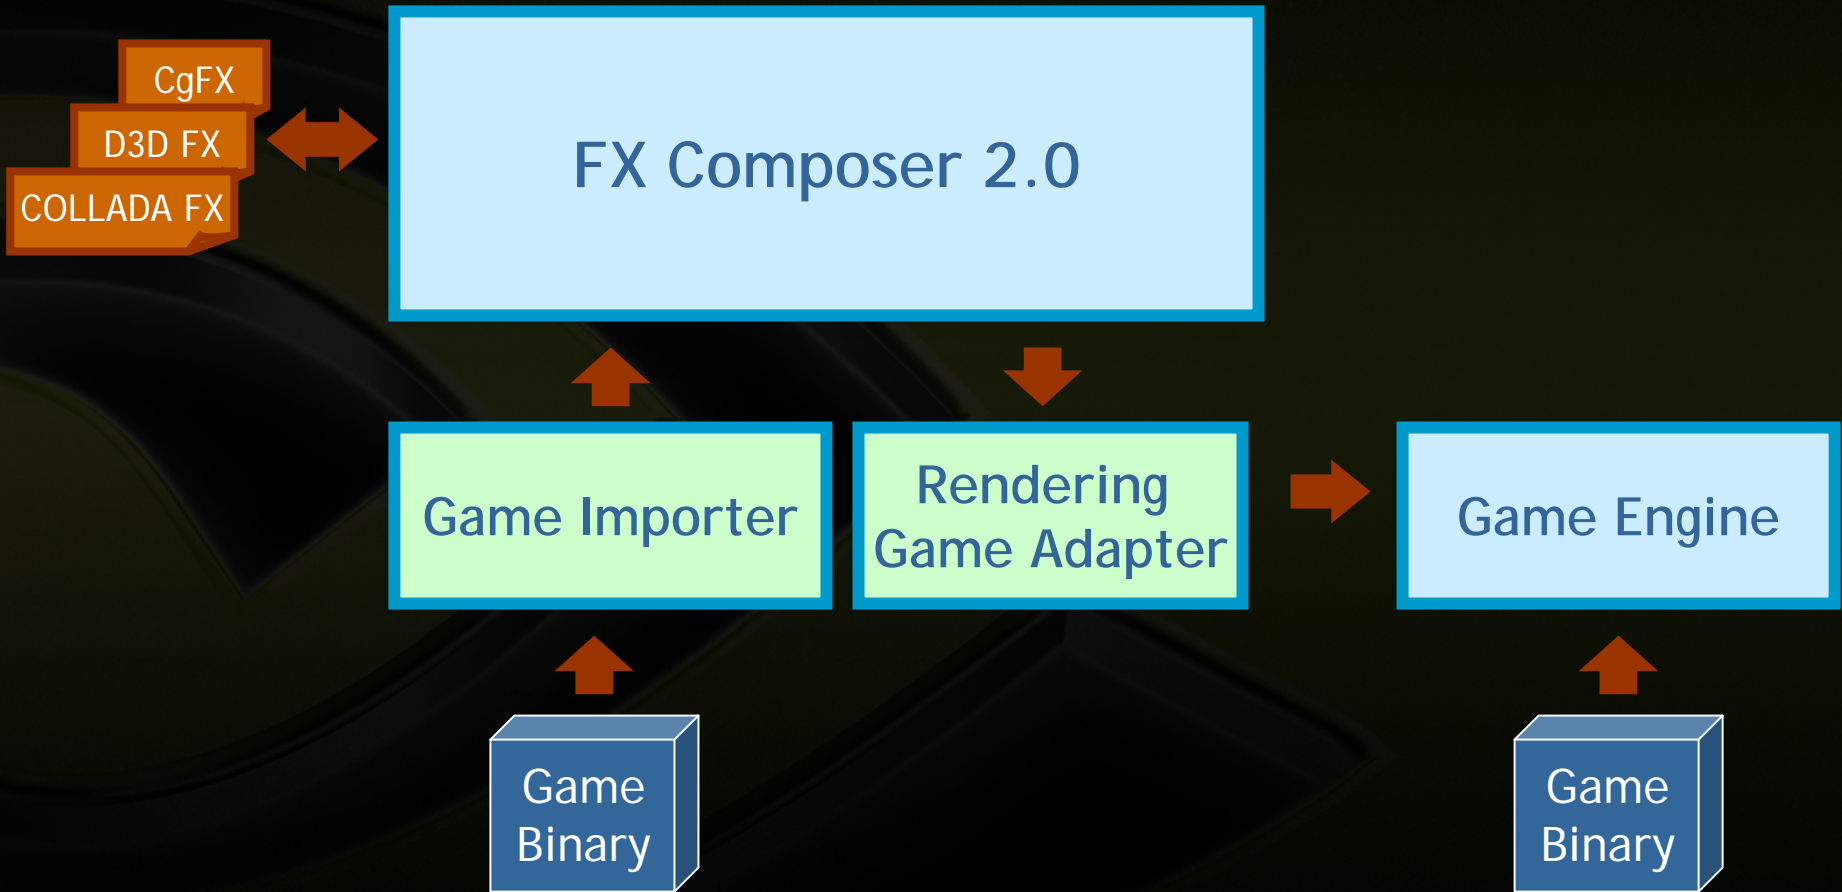 CgFX
D3D FX
COLLADA FX
FX Composer 2.0
Game Importer
Rendering
Game Adapter
Game Engine
Game
Binary
Game
Binary